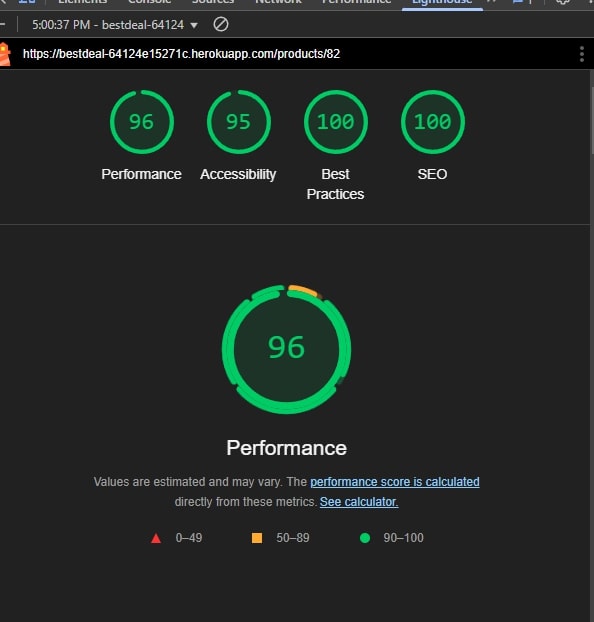 Elements Console Sources Network Performance Lighthouse
5:00:37 PM - bestdeal-64124
https://bestdeal-64124e15271c.herokuapp.com/products/82
96 95 100 100
Performance Accessibility Best SEO
Practices
96
Performance
Values are estimated and may vary. The performance score is calculated
directly from these metrics. See calculator.
0–49 50–89 90–100